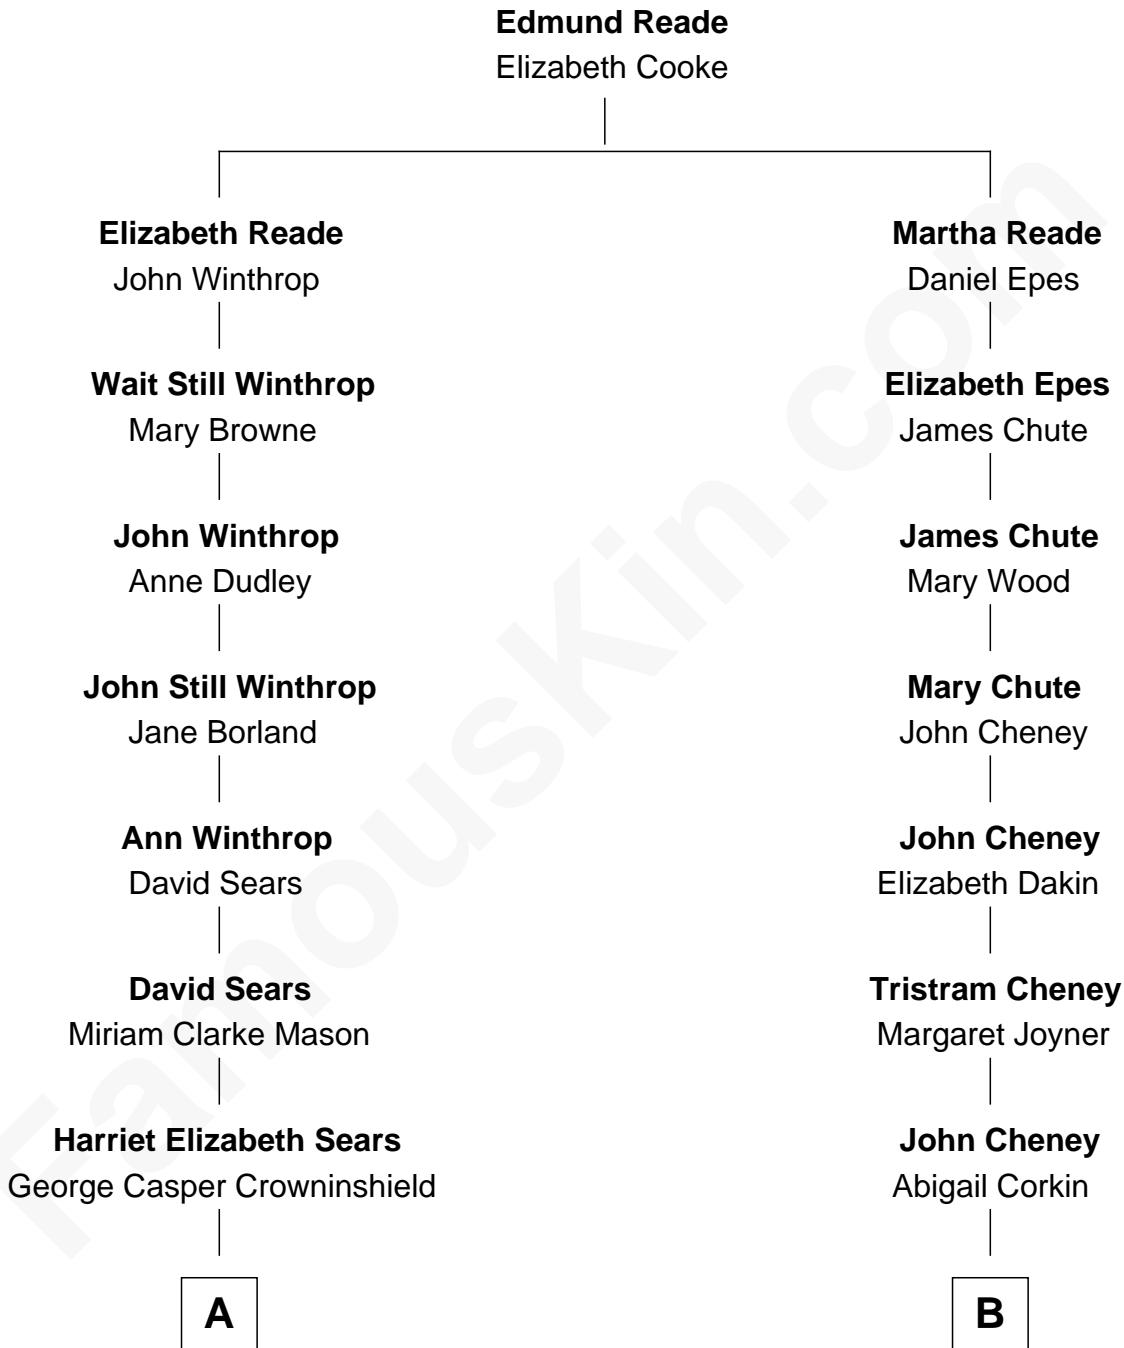 Edmund Reade
Elizabeth Cooke
Elizabeth Reade
John Winthrop
Martha Reade
Daniel Epes
Wait Still Winthrop
Mary Browne
Elizabeth Epes
James Chute
John Winthrop
Anne Dudley
James Chute
Mary Wood
John Still Winthrop
Jane Borland
Mary Chute
John Cheney
Ann Winthrop
David Sears
John Cheney
Elizabeth Dakin
David Sears
Miriam Clarke Mason
Tristram Cheney
Margaret Joyner
Harriet Elizabeth Sears
George Casper Crowninshield
John Cheney
Abigail Corkin
A
B
FamousKin.com